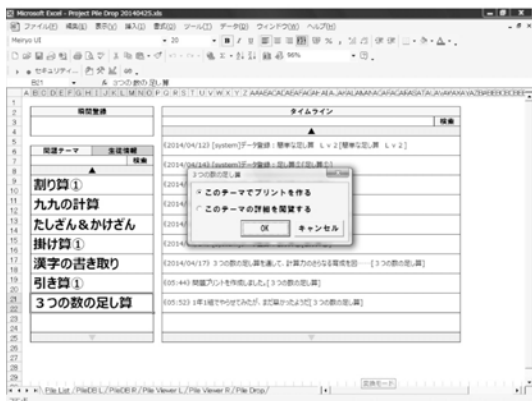 Microsoft Excel - Project Pile Drop 20140425.xls
ファイル(F) 編集(E) 表示(V) 挿入(I) 書式(O) ツール(T) データ(D) ウィンドウ(W) ヘルプ(H)
Meiryo UI 20
96%
セキュリティ...
B21 3つの数の足し算
瞬間登録 タイムライン
検索
▲
問題テーマ 生徒情報
検索
▲
(2014/04/12) [system]データ登録：簡単な足し算 Lv2[簡単な足し算 Lv2]
(2014/04/14) [system]データ登録：足し算①[足し算①]
割り算①
九九の計算
たしざん&かけざん
掛け算①
漢字の書き取り
引き算①
3つの数の足し算
3つの数の足し算
このテーマでプリントを作る
このテーマの詳細を閲覧する
OK キャンセル
(2014/04/17) 3つの数の足し算を通して、計算力のさらなる育成を図……[3つの数の足し算]
(05:44) 問題プリントを作成しました。[3つの数の足し算]
(05:52) 1年1組でやらせてみたが、まだ早かったようだ[3つの数の足し算]
▽ ▽
変換モード
Pile List / PileDB L / PileDB R / Pile Viewer L / Pile Viewer R / Pile Drop